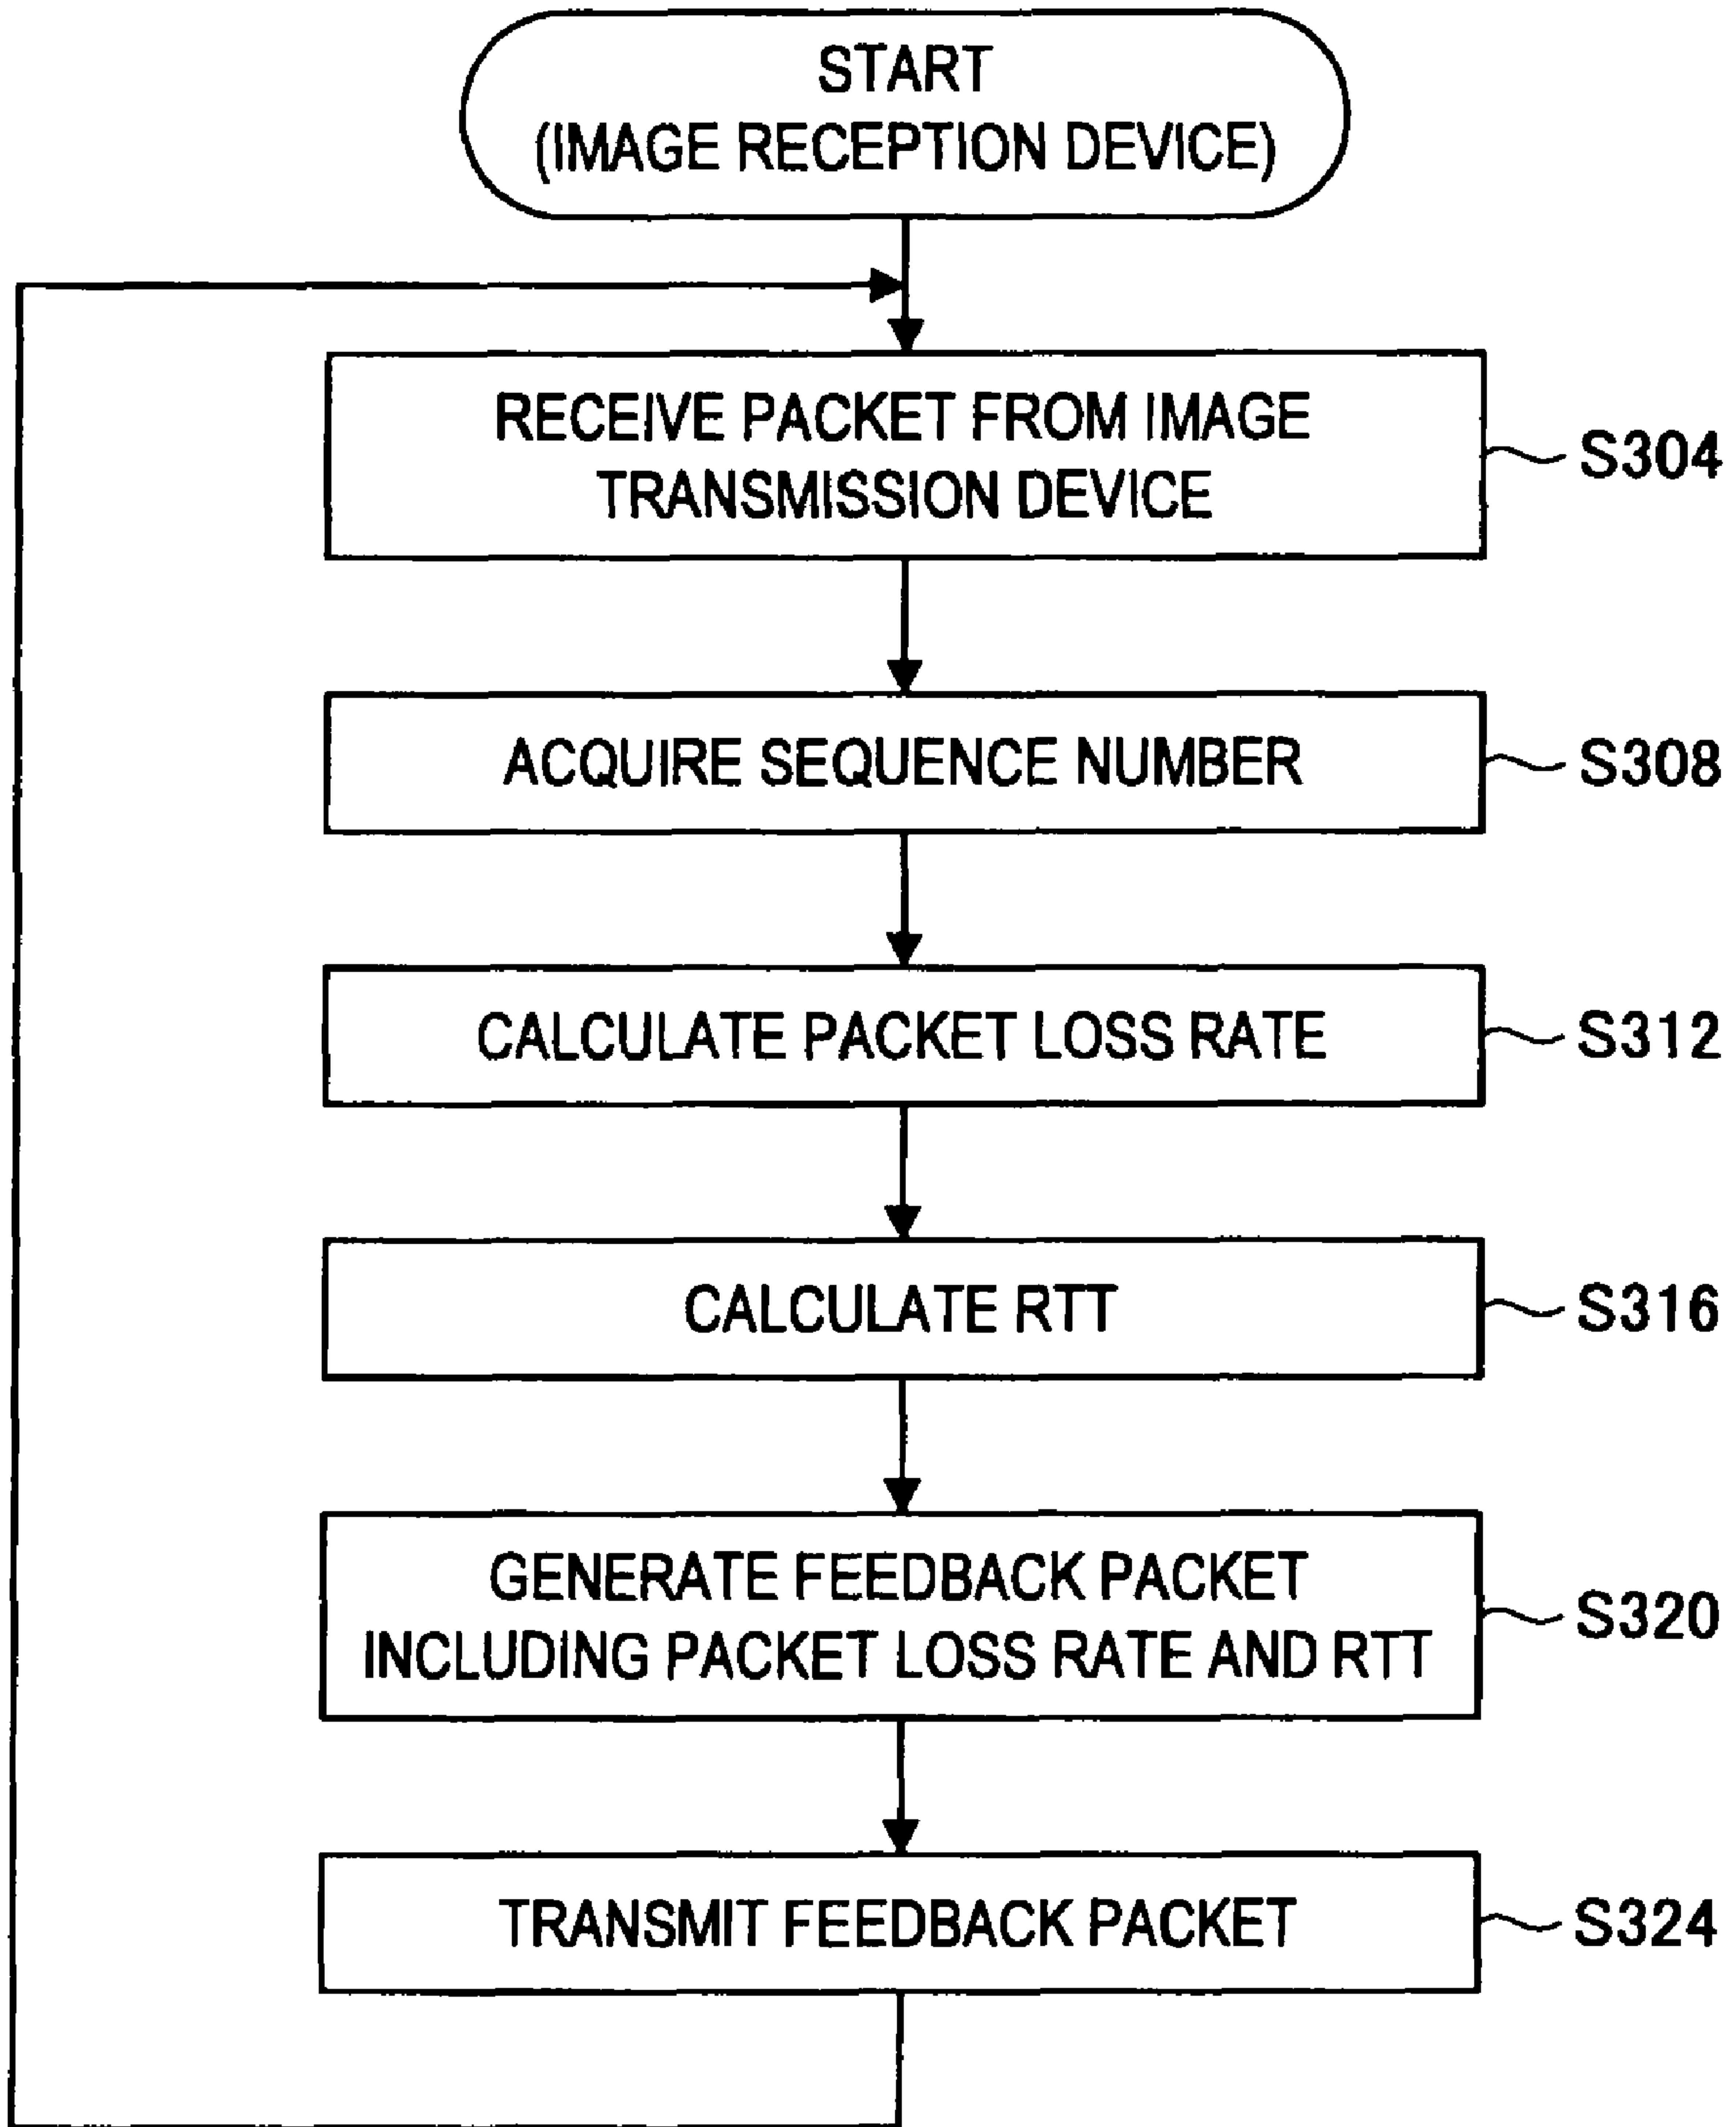 START
(IMAGE RECEPTION DEVICE)
RECEIVE PACKET FROM IMAGE
TRANSMISSION DEVICE
S304
ACQUIRE SEQUENCE NUMBER
S308
CALCULATE PACKET LOSS RATE
S312
CALCULATE RTT
S316
GENERATE FEEDBACK PACKET
INCLUDING PACKET LOSS RATE AND RTT
S320
TRANSMIT FEEDBACK PACKET
S324